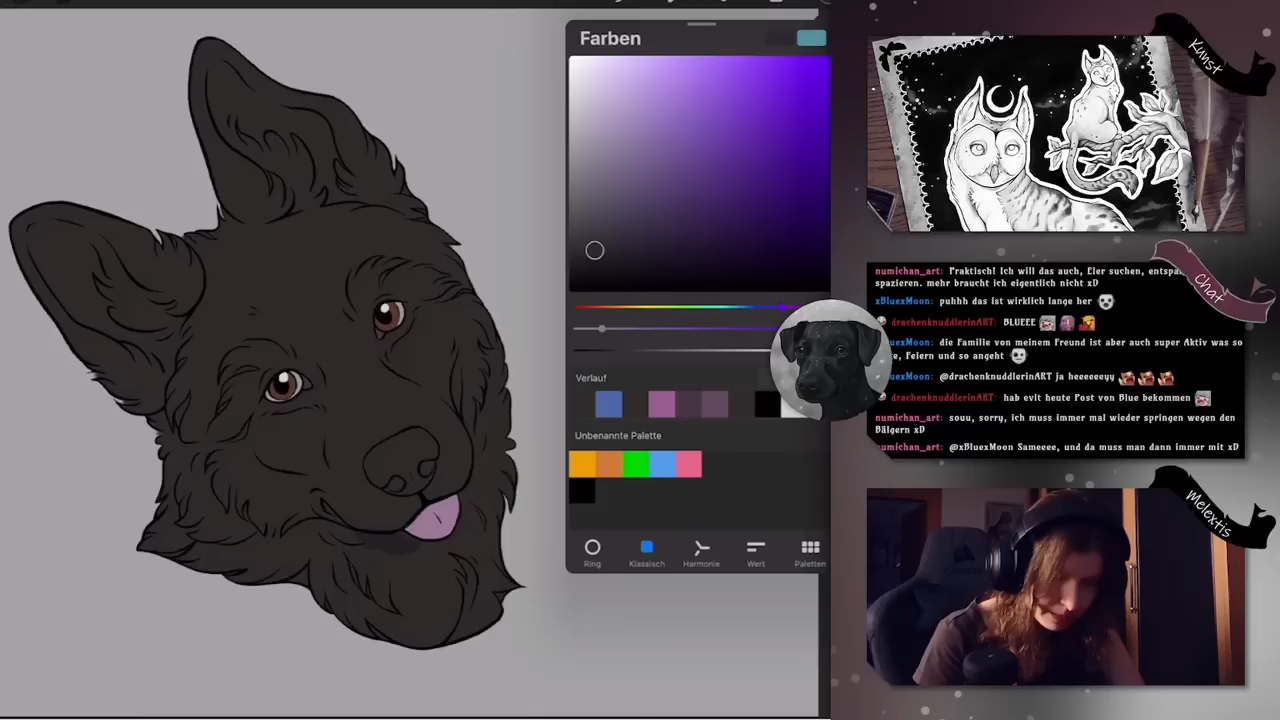 Farben
Verlauf
Unbenannte Palette
Ring
Klassisch
Harmonie
Wert
Paletten
Kunst
numichan_art: Praktisch! Ich will das auch, Eier suchen,
spazieren. mehr braucht ich eigentlich nicht xD
Chat
xBluexMoon: puhhh das ist wirklich lange her
drachenknuddlerinART: BLUEEE
uexMoon: die Familie von meinem Freund ist aber auch super Aktiv was so
, Feiern und so angeht
uexMoon: @drachenknuddlerinART ja heeeeeeyy
drachenknuddlerinART: hab evlt heute Post von Blue bekommen
numichan_art: souu, sorry, ich muss immer mal wieder springen wegen den
Bälgern xD
numichan_art: @xBluexMoon Sameeee, und da muss man dann immer mit xD
Melextis